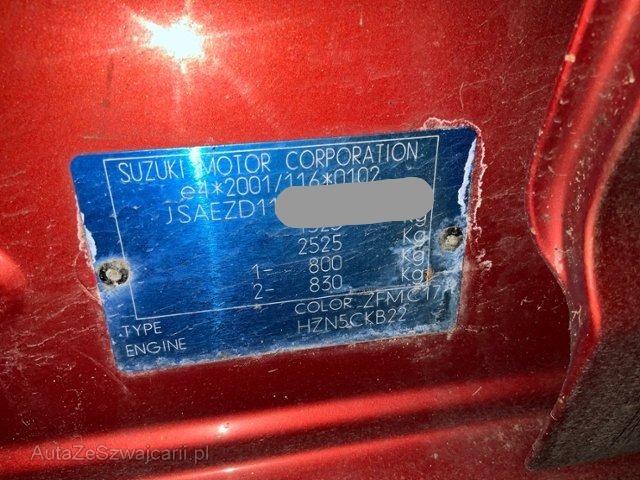 SUZUKI MOTOR CORPORATION
e4*2001/116*0102
JSAEZD11
Kg
2525 Kg
1- 800 Kg
2- 830 Kg
COLOR ZFM C17
TYPE HZN5CKB22
ENGINE
AutaZeSzwajcarii.pl